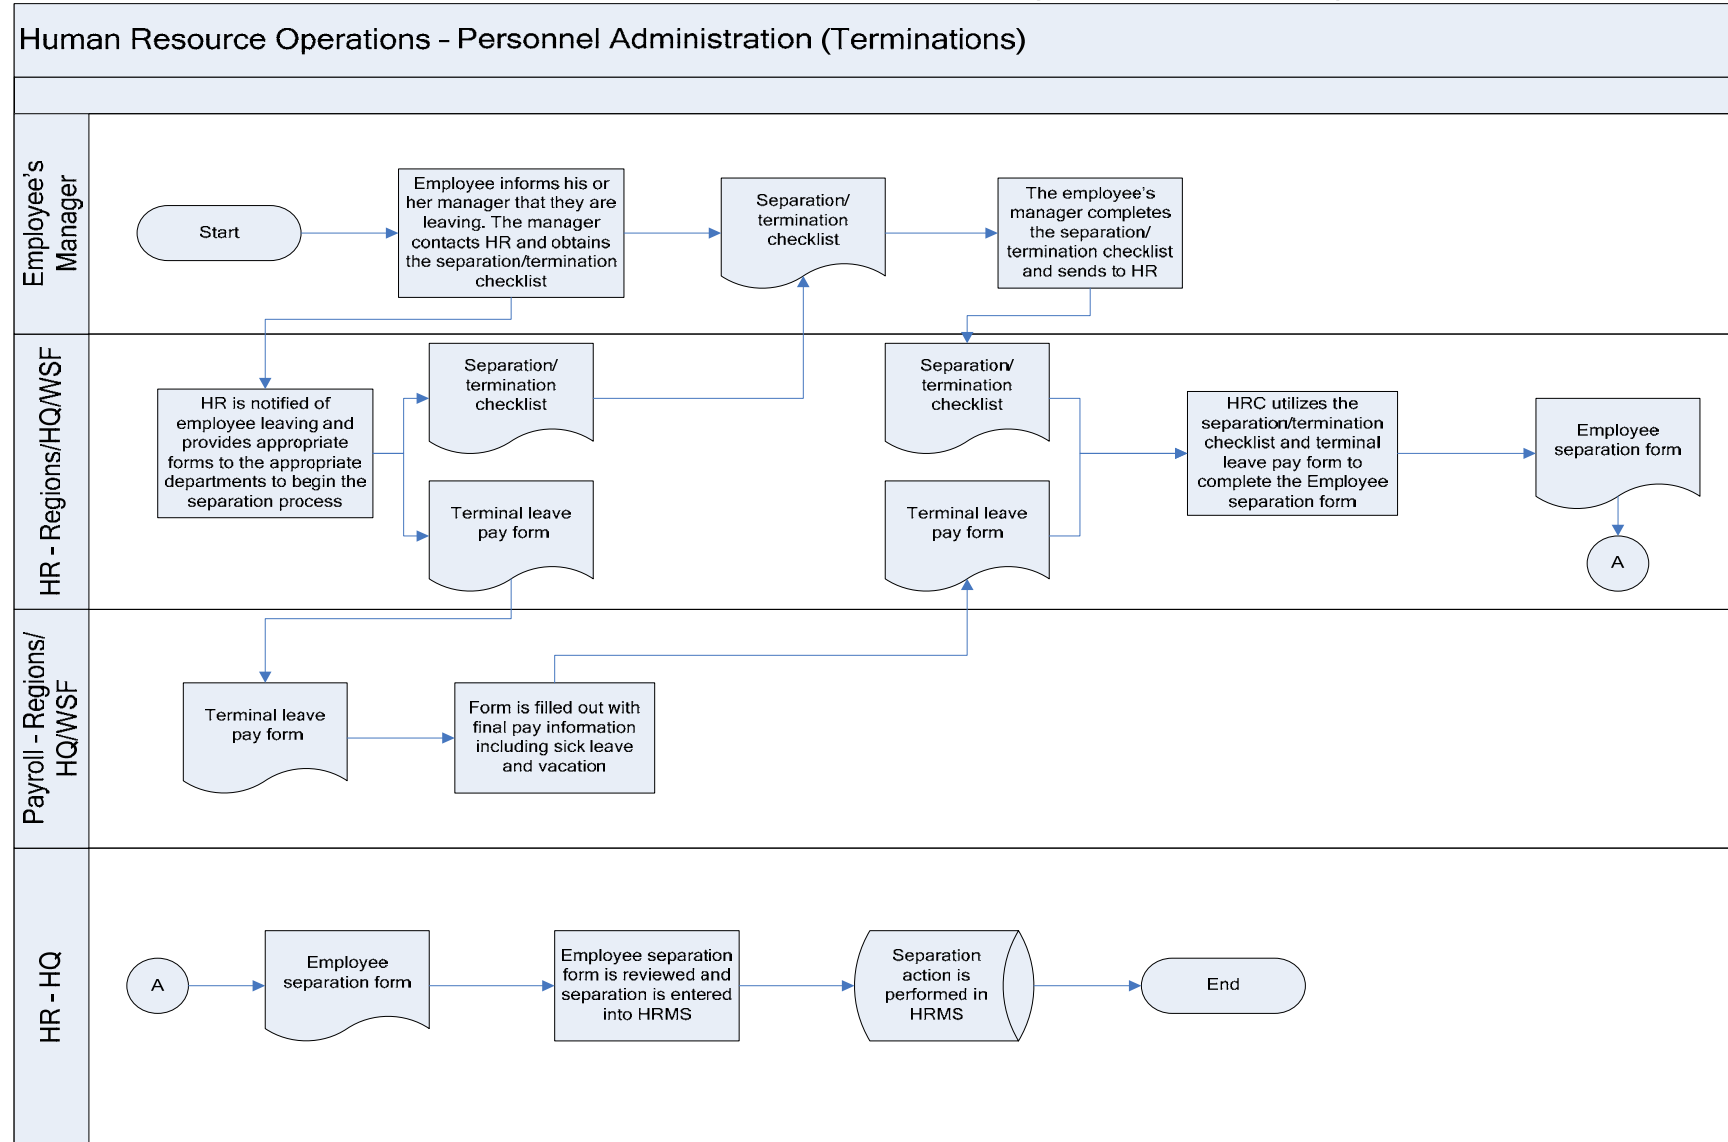 Human Resource Operations - Personnel Administration (Terminations)
Employee's
Manager
Start
Employee informs his or
her manager that they are
leaving. The manager
contacts HR and obtains
the separation/termination
checklist
Separation/
termination
checklist
The employee's
manager completes
the separation/
termination checklist
and sends to HR
HR - Regions/HQ/WSF
HR is notified of
employee leaving and
provides appropriate
forms to the appropriate
departments to begin the
separation process
Separation/
termination
checklist
Terminal leave
pay form
Separation/
termination
checklist
Terminal leave
pay form
HRC utilizes the
separation/termination
checklist and terminal
leave pay form to
complete the Employee
separation form
Employee
separation form
A
Payroll - Regions/
HQ/WSF
Terminal leave
pay form
Form is filled out with
final pay information
including sick leave
and vacation
HR - HQ
A
Employee
separation form
Employee separation
form is reviewed and
separation is entered
into HRMS
Separation
action is
performed in
HRMS
End